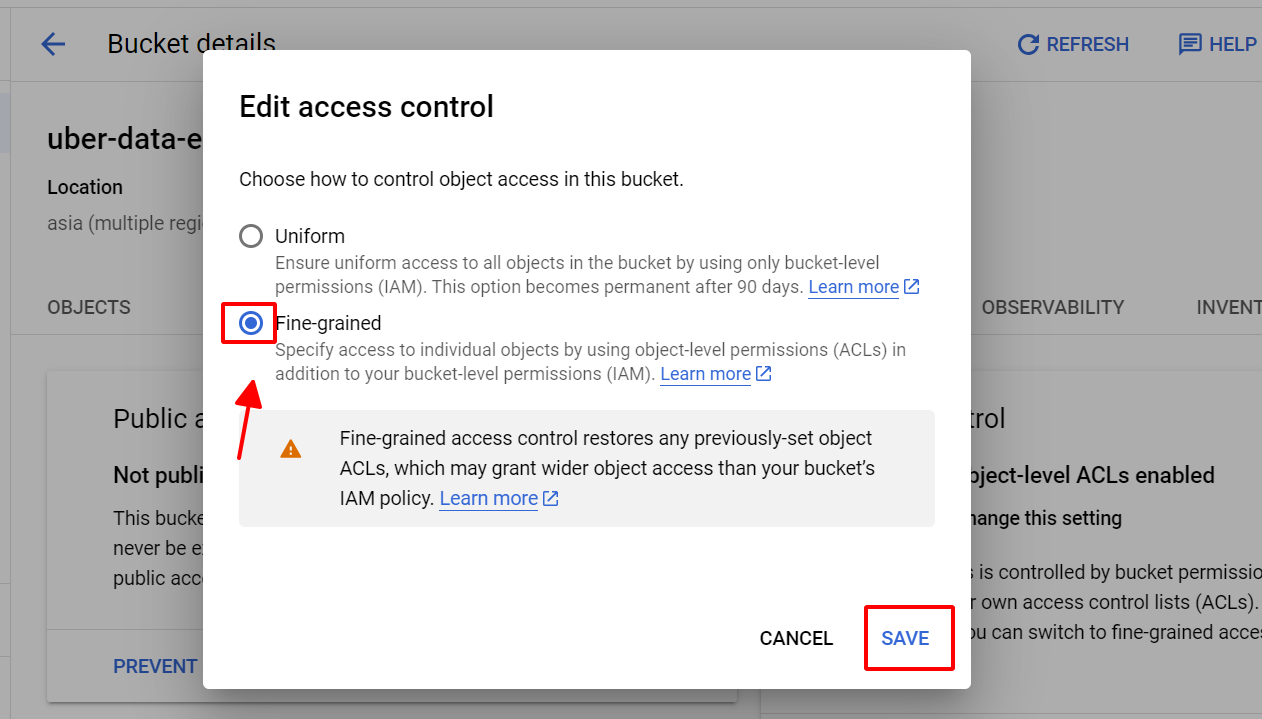 Bucket details
REFRESH
HELP
uber-data-e
Location
asia (multiple regi
OBJECTS
OBSERVABILITY
INVENT
Edit access control
Choose how to control object access in this bucket.
Uniform
Ensure uniform access to all objects in the bucket by using only bucket-level
permissions (IAM). This option becomes permanent after 90 days. Learn more
Fine-grained
Specify access to individual objects by using object-level permissions (ACLs) in
addition to your bucket-level permissions (IAM). Learn more
Fine-grained access control restores any previously-set object
ACLs, which may grant wider object access than your bucket's
IAM policy. Learn more
CANCEL
SAVE
Public a
Not publi
This bucke
never be e
public acc
PREVENT
trol
bject-level ACLs enabled
hange this setting
s is controlled by bucket permissio
r own access control lists (ACLs).
ou can switch to fine-grained acce